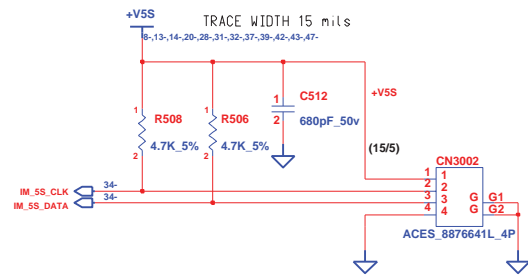 +V5S
TRACE WIDTH 15 mils
8-,13-,14-,20-,28-,31-,32-,37-,39-,42-,43-,47-
1
R508
2
4.7K_5%
1
R506
2
4.7K_5%
1
C512
2
680pF_50v
+V5S
(15/5)
CN3002
IM_5S_CLK
34-
IM_5S_DATA
34-
1 1
2 2
3 3
4 4
G G1
G G2
ACES_8876641L_4P